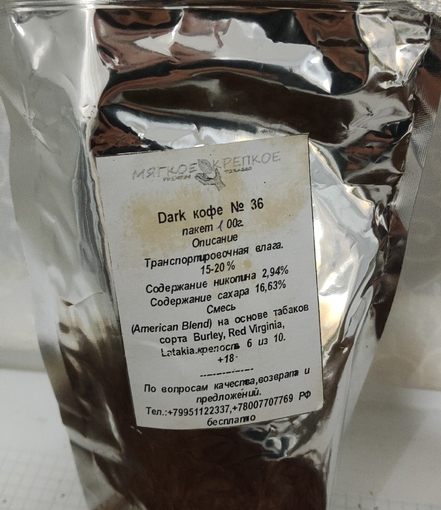 МЯГКОЕ КРЕПКОЕ
Dark кофе № 36
пакет 100г.
Описание
Транспортировочная влага.
15-20%
Содержание никотина 2,94%
Содержание сахара 16,63%
Смесь
(American Blend) на основе табаков
сорта Burley, Red Virginia,
Latakia.крепость 6 из 10.
+18.
-------------
По вопросам качества,возврата и
предложений.
Тел.:+79951122337,+78007707769 РФ
бесплатно